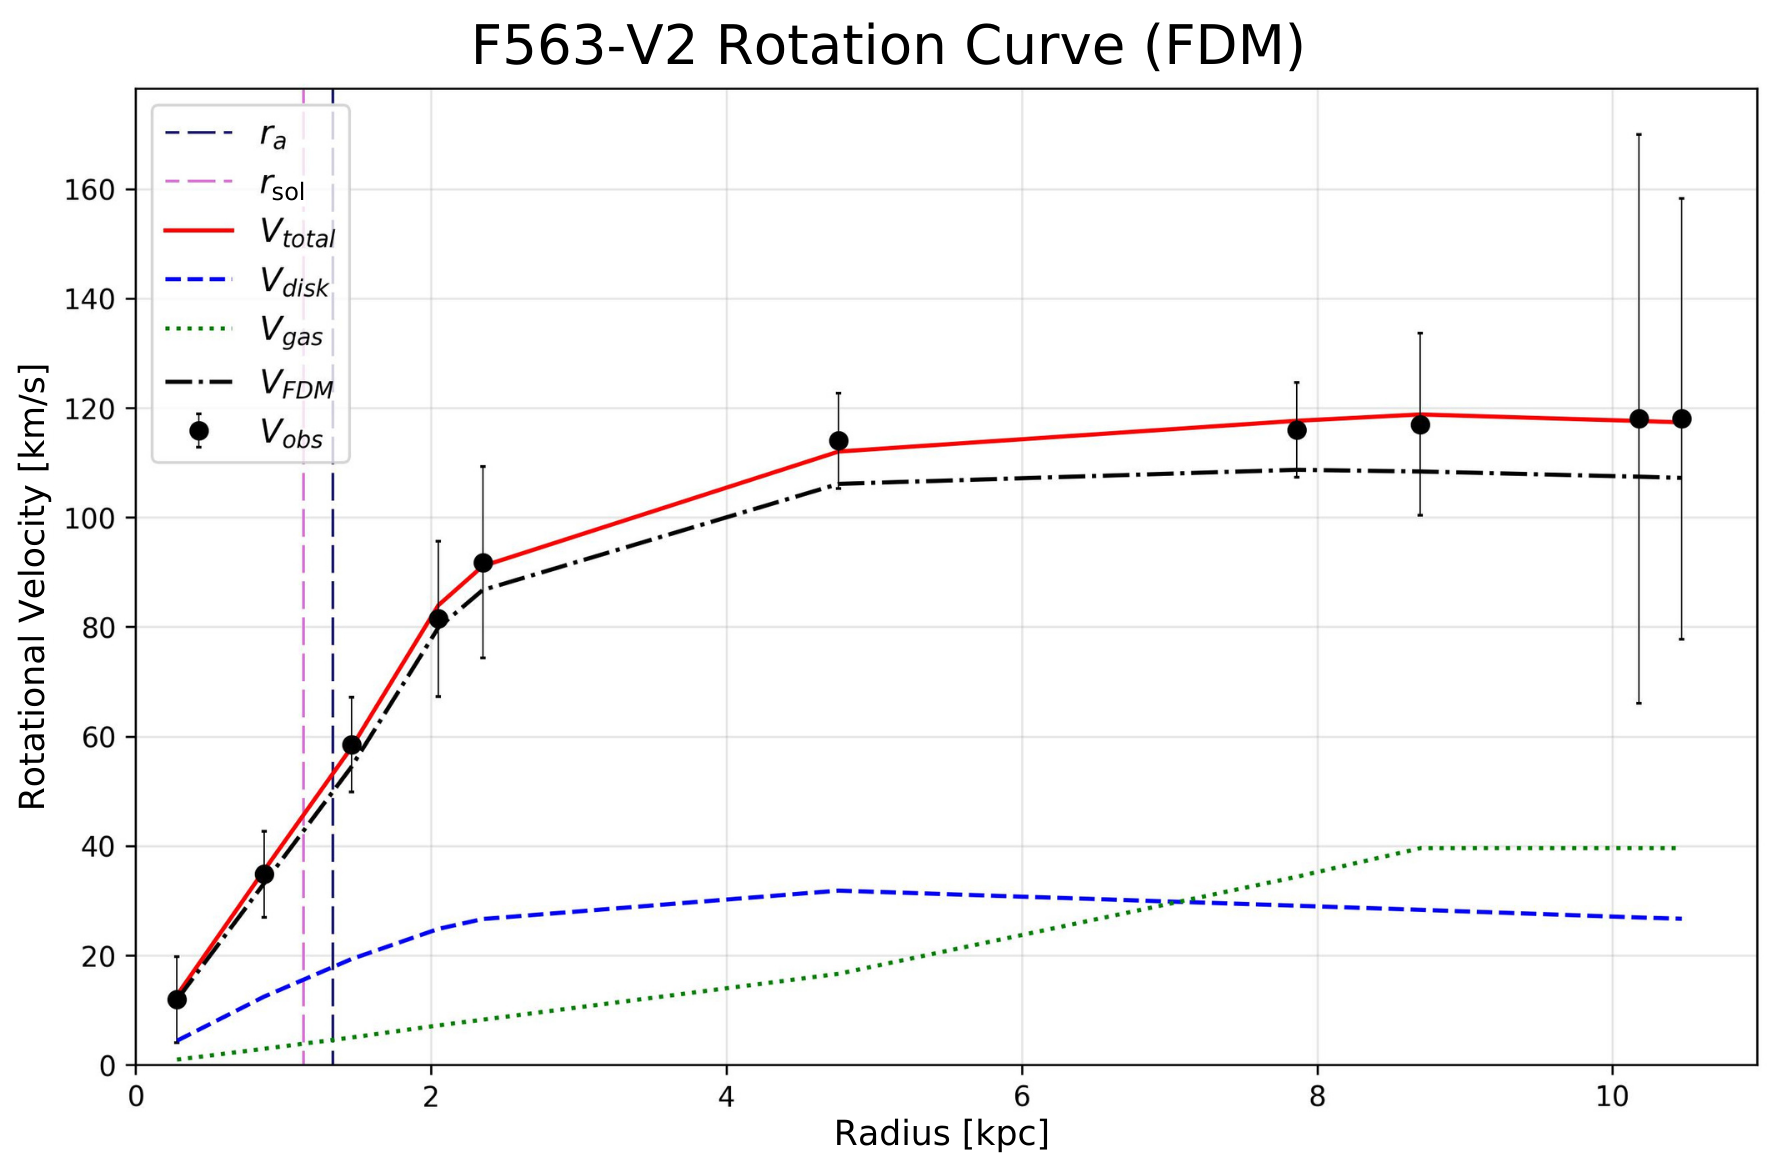 F563-V2 Rotation Curve (FDM)
r_a
r_sol
V_total
V_disk
V_gas
V_FDM
V_obs
Rotational Velocity [km/s]
160
140
120
100
80
60
40
20
0
0 2 4 6 8 10
Radius [kpc]